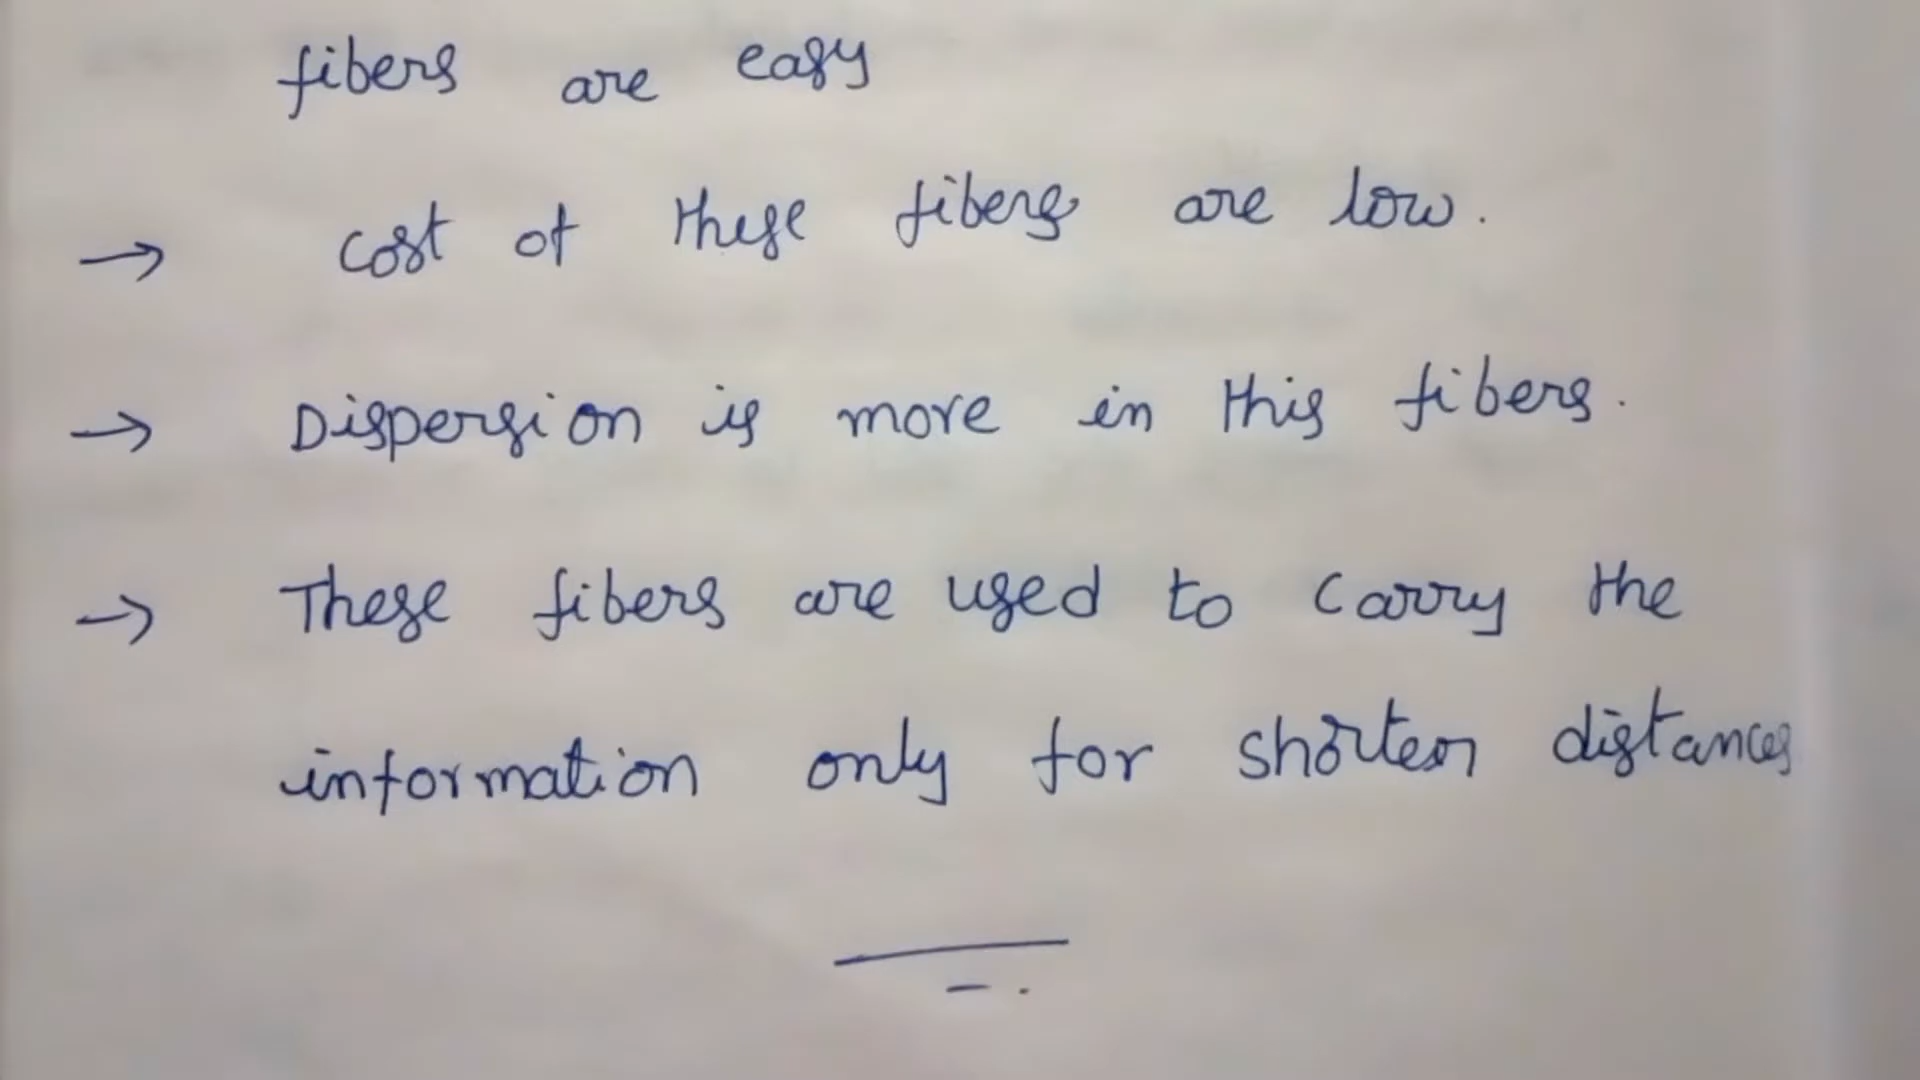 fibers are easy
→ cost of these fibers are low.
→ Dispersion is more in this fibers.
→ These fibers are used to carry the
information only for shorter distances